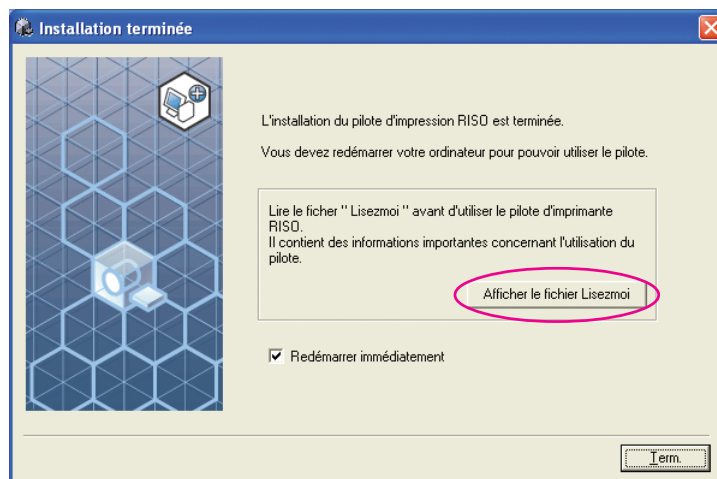 Installation terminée
L'installation du pilote d'impression RISO est terminée.
Vous devez redémarrer votre ordinateur pour pouvoir utiliser le pilote.
Lire le ficher " Lisezmoi " avant d'utiliser le pilote d'imprimante
RISO.
Il contient des informations importantes concernant l'utilisation du
pilote.
Afficher le fichier Lisezmoi
Redémarrer immédiatement
Term.